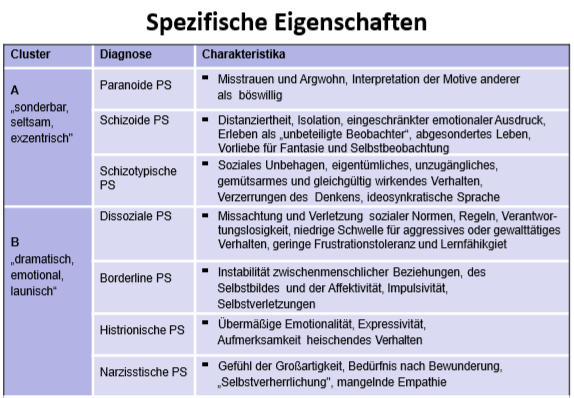 Spezifische Eigenschaften
Cluster Diagnose Charakteristika
A
„sonderbar,
seltsam,
exzentrisch"
Paranoide PS
▪ Misstrauen und Argwohn, Interpretation der Motive anderer
als böswillig
Schizoide PS
▪ Distanziertheit, Isolation, eingeschränkter emotionaler Ausdruck,
Erleben als „unbeteiligte Beobachter“, abgesondertes Leben,
Vorliebe für Fantasie und Selbstbeobachtung
Schizotypische
PS
▪ Soziales Unbehagen, eigentümliches, unzugängliches,
gemütsarmes und gleichgültig wirkendes Verhalten,
Verzerrungen des Denkens, ideosynkratische Sprache
B
„dramatisch,
emotional,
launisch“
Dissoziale PS
▪ Missachtung und Verletzung sozialer Normen, Regeln, Verantwor-
tungslosigkeit, niedrige Schwelle für aggressives oder gewalttätiges
Verhalten, geringe Frustrationstoleranz und Lernfähikgiet
Borderline PS
▪ Instabilität zwischenmenschlicher Beziehungen, des
Selbstbildes und der Affektivität, Impulsivität,
Selbstverletzungen
Histrionische PS
▪ Übermäßige Emotionalität, Expressivität,
Aufmerksamkeit heischendes Verhalten
Narzisstische PS
▪ Gefühl der Großartigkeit, Bedürfnis nach Bewunderung,
„Selbstverherrlichung", mangelnde Empathie